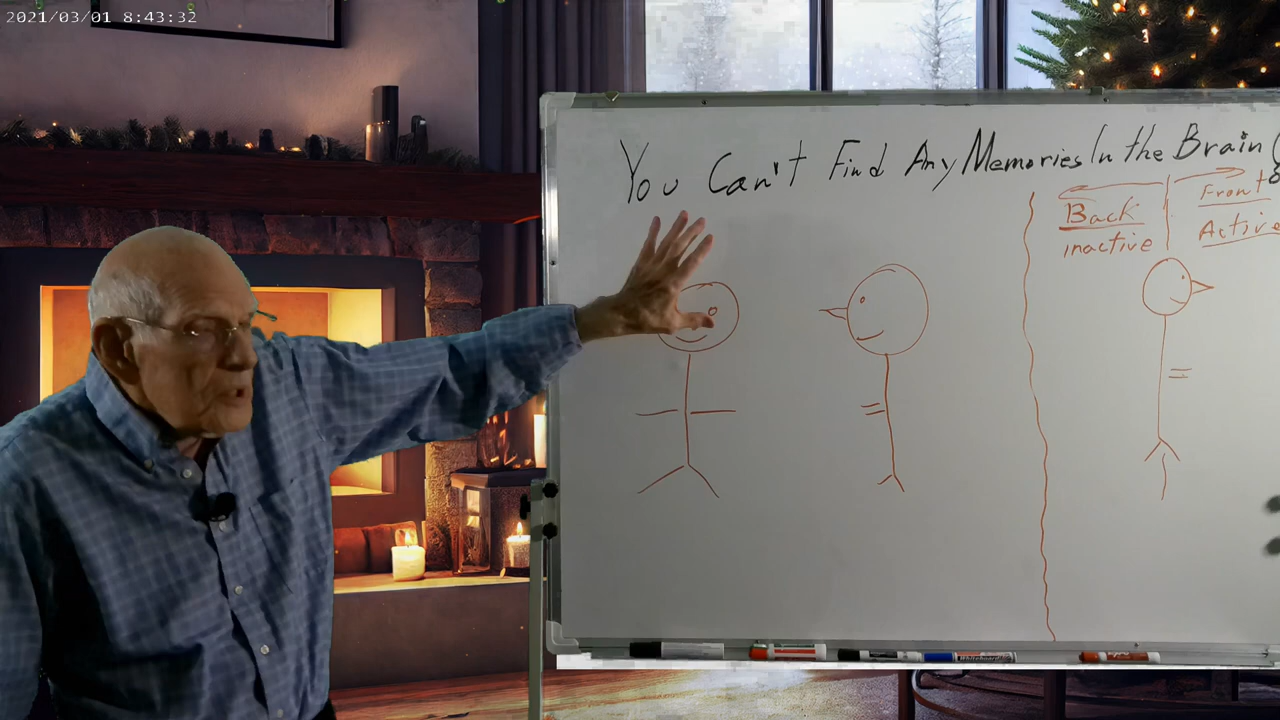 2021/03/01 8:43:32
You Can't Find Any Memories In the Brain (
Back
inactive
Front
Active